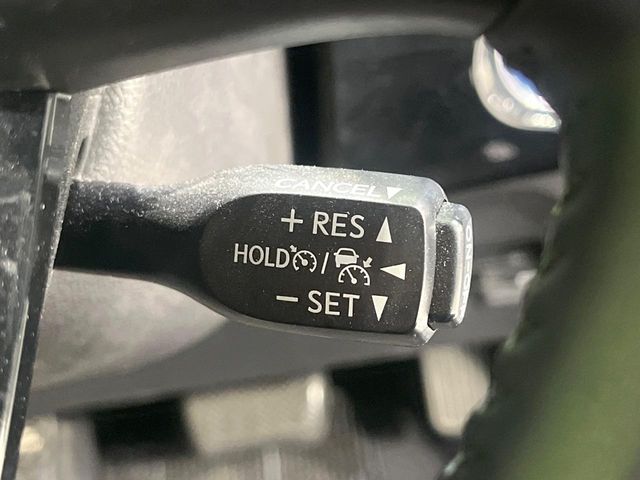 CANCEL ▼
+ RES ▲
HOLD / ◄
− SET ▼